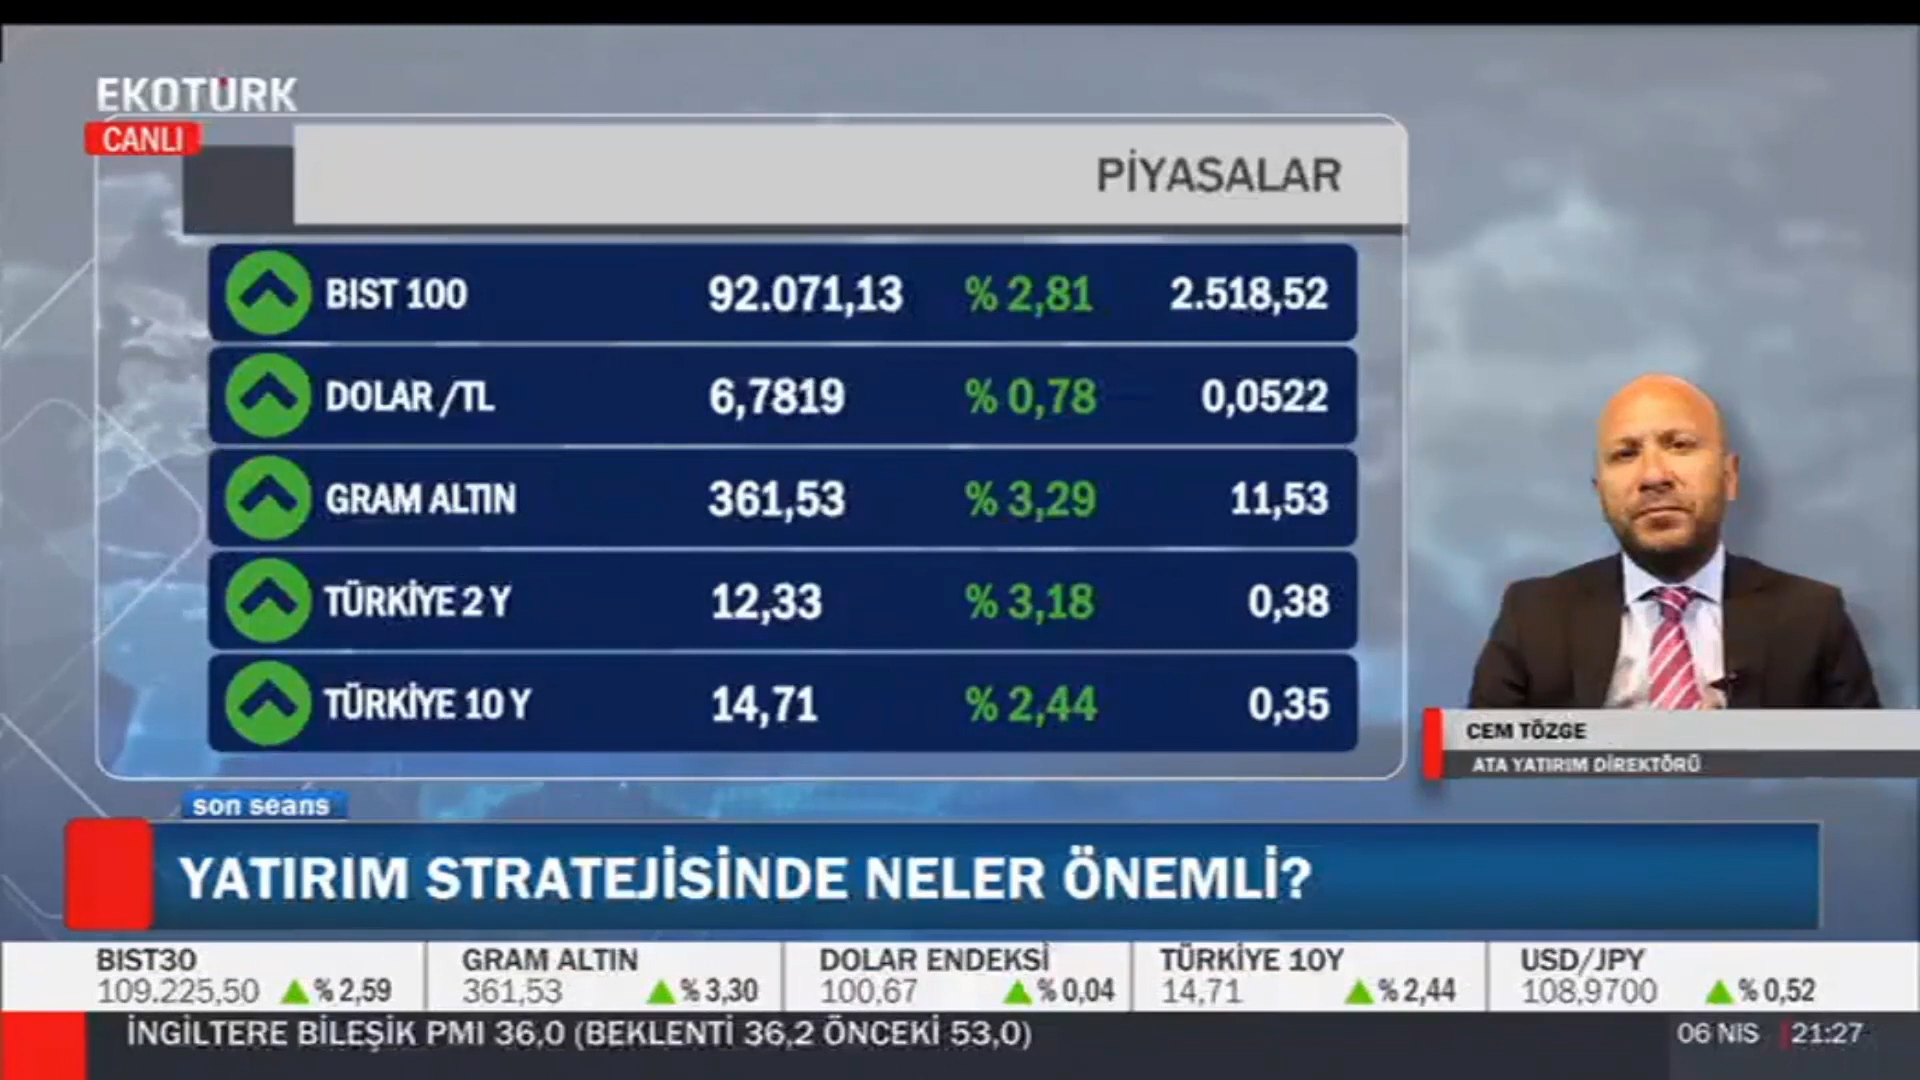 EKOTÜRK
CANLI
PİYASALAR
BIST 100 92.071,13 % 2,81 2.518,52
DOLAR /TL 6,7819 % 0,78 0,0522
GRAM ALTIN 361,53 % 3,29 11,53
TÜRKİYE 2 Y 12,33 % 3,18 0,38
TÜRKİYE 10 Y 14,71 % 2,44 0,35
CEM TÖZGE
ATA YATIRIM DİREKTÖRÜ
son seans
YATIRIM STRATEJİSİNDE NELER ÖNEMLİ?
BIST30 GRAM ALTIN DOLAR ENDEKSİ TÜRKİYE 10Y USD/JPY
109.225,50 % 2,59 361,53 % 3,30 100,67 % 0,04 14,71 % 2,44 108,9700 % 0,52
İNGİLTERE BİLEŞİK PMI 36,0 (BEKLENTİ 36,2 ÖNCEKİ 53,0) 06 NIS 21:27